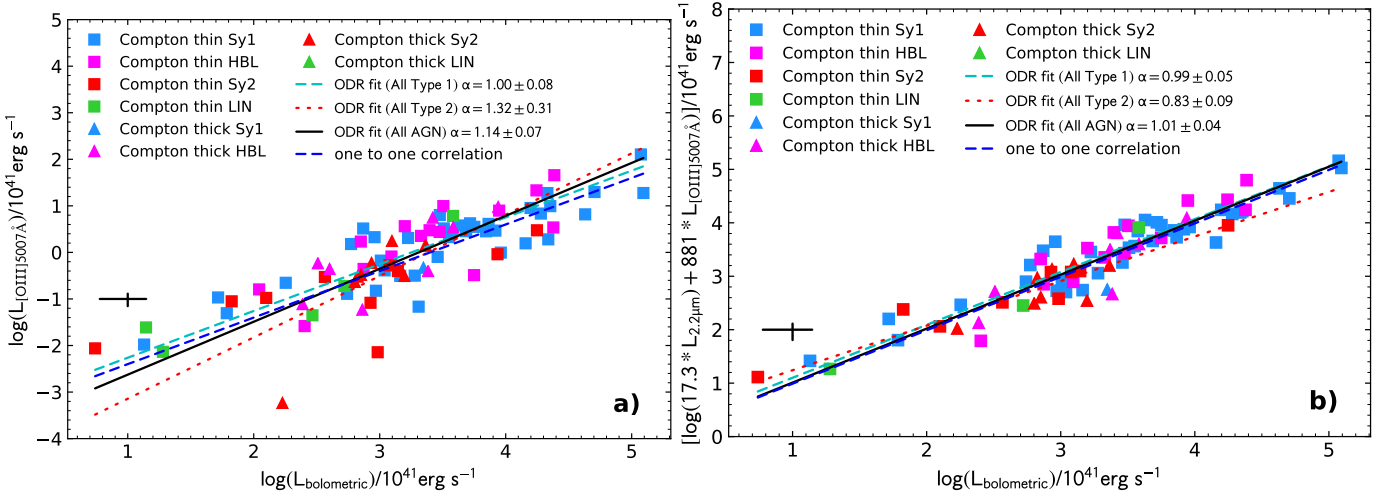 log(L[OIII]5007Å)/10^41 erg s^−1
5
4
3
2
1
0
−1
−2
−3
−4
Compton thin Sy1
Compton thin HBL
Compton thin Sy2
Compton thin LIN
Compton thick Sy1
Compton thick HBL
Compton thick Sy2
Compton thick LIN
ODR fit (All Type 1) α=1.00±0.08
ODR fit (All Type 2) α=1.32±0.31
ODR fit (All AGN) α=1.14±0.07
one to one correlation
a)
1 2 3 4 5
log(Lbolometric)/10^41 erg s^−1
[log(17.3*L2.2μm) + 881*L[OIII]5007Å)]/10^41 erg s^−1
8
7
6
5
4
3
2
1
0
Compton thin Sy1
Compton thin HBL
Compton thin Sy2
Compton thin LIN
Compton thick Sy1
Compton thick HBL
Compton thick Sy2
Compton thick LIN
ODR fit (All Type 1) α=0.99±0.05
ODR fit (All Type 2) α=0.83±0.09
ODR fit (All AGN) α=1.01±0.04
one to one correlation
b)
1 2 3 4 5
log(Lbolometric)/10^41 erg s^−1